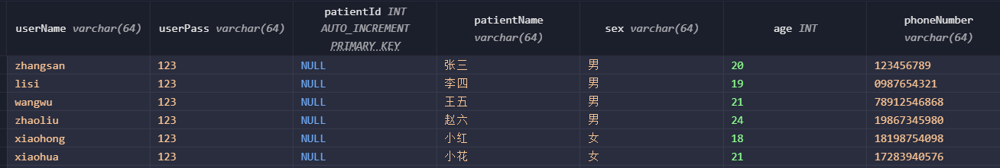 userName varchar(64) userPass varchar(64) patientId INT AUTO_INCREMENT PRIMARY KEY patientName varchar(64) sex varchar(64) age INT phoneNumber varchar(64)
zhangsan 123 NULL 张三 男 20 123456789
lisi 123 NULL 李四 男 19 0987654321
wangwu 123 NULL 王五 男 21 78912546868
zhaoliu 123 NULL 赵六 男 24 19867345980
xiaohong 123 NULL 小红 女 18 18198754098
xiaohua 123 NULL 小花 女 21 17283940576